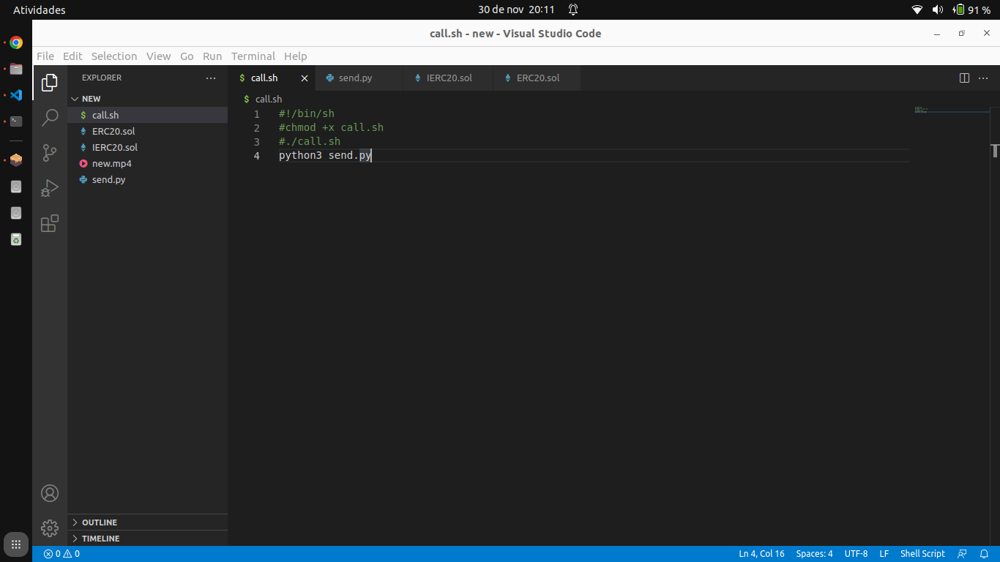 Atividades
30 de nov 20:11
91 %
call.sh - new - Visual Studio Code
File Edit Selection View Go Run Terminal Help
EXPLORER
NEW
$ call.sh
ERC20.sol
IERC20.sol
new.mp4
send.py
OUTLINE
TIMELINE
$ call.sh
send.py
IERC20.sol
ERC20.sol
$ call.sh
1 #!/bin/sh
2 #chmod +x call.sh
3 #./call.sh
4 python3 send.py
0 0
Ln 4, Col 16
Spaces: 4
UTF-8
LF
Shell Script